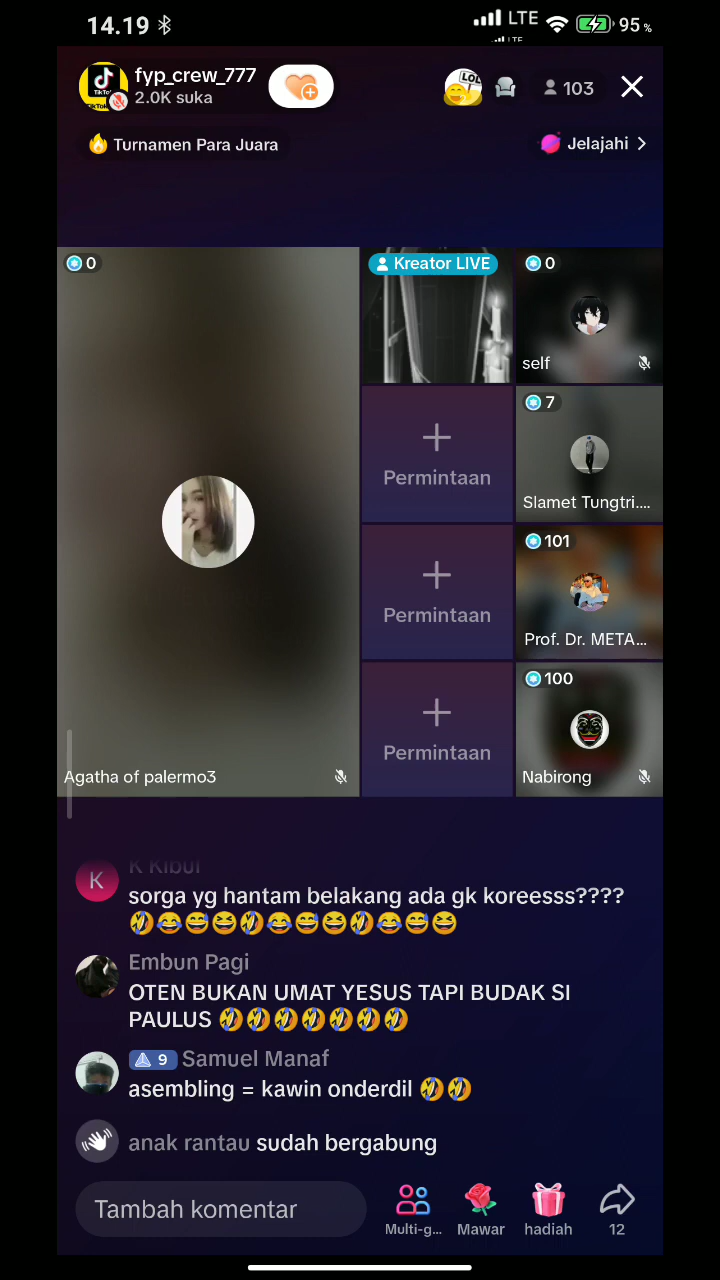 14.19
LTE
95 %
LTE
fyp_crew_777
2.0K suka
LOL
103
Turnamen Para Juara
Jelajahi
0
Kreator LIVE
0
self
Permintaan
7
Slamet Tungtri....
Permintaan
101
Prof. Dr. META...
Permintaan
100
Agatha of palermo3
Nabirong
K Kibul
K
sorga yg hantam belakang ada gk koreesss????
🤣😂😅😆🤣😂😅😆🤣😂😅😆
Embun Pagi
OTEN BUKAN UMAT YESUS TAPI BUDAK SI
PAULUS 🤣🤣🤣🤣🤣🤣🤣
9 Samuel Manaf
asembling = kawin onderdil 🤣🤣
anak rantau sudah bergabung
Tambah komentar
Multi-g...
Mawar
hadiah
12